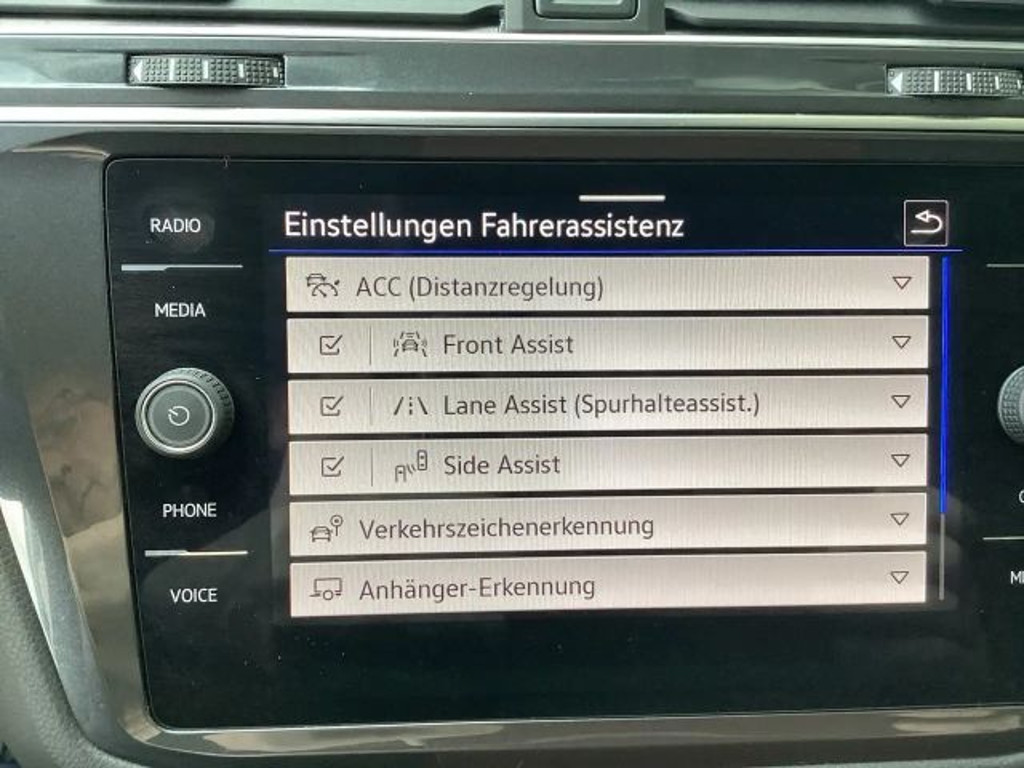 Einstellungen Fahrerassistenz
RADIO
ACC (Distanzregelung)
MEDIA
Front Assist
Lane Assist (Spurhalteassist.)
Side Assist
PHONE
Verkehrszeichenerkennung
VOICE
Anhänger-Erkennung